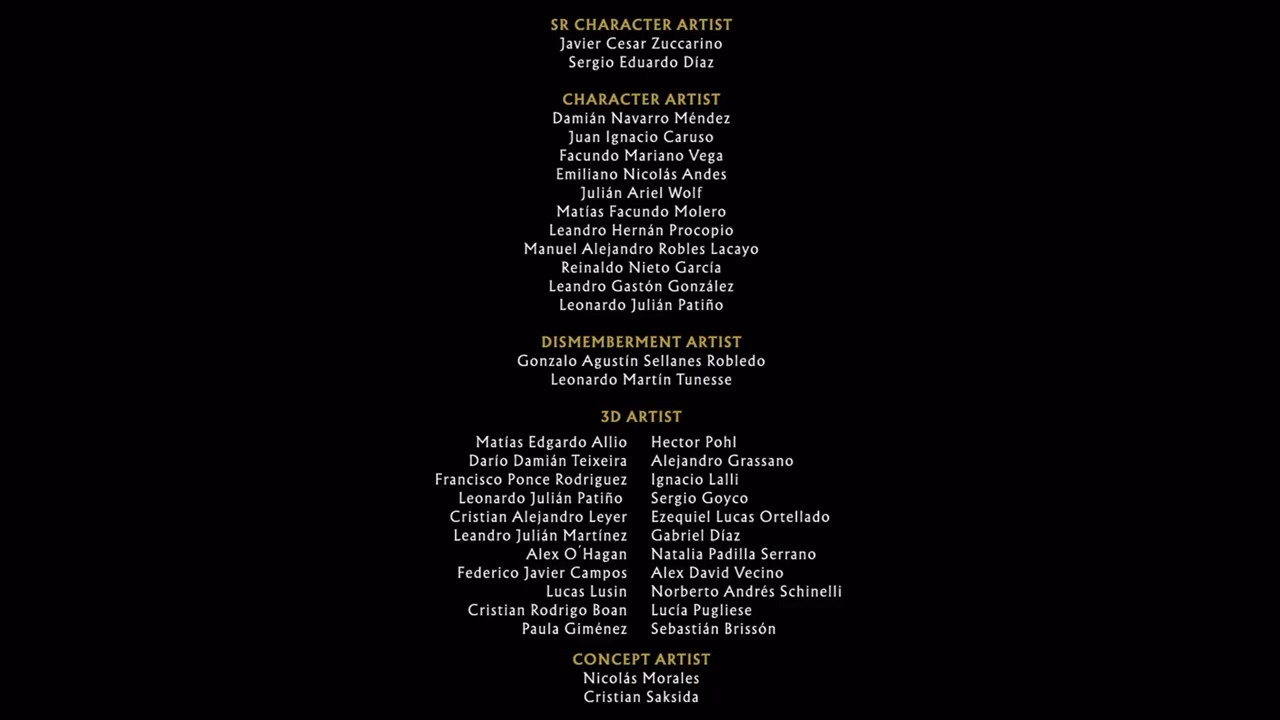 SR CHARACTER ARTIST
Javier Cesar Zuccarino
Sergio Eduardo Díaz
CHARACTER ARTIST
Damián Navarro Méndez
Juan Ignacio Caruso
Facundo Mariano Vega
Emiliano Nicolás Andes
Julián Ariel Wolf
Matías Facundo Molero
Leandro Hernán Procopio
Manuel Alejandro Robles Lacayo
Reinaldo Nieto García
Leandro Gastón González
Leonardo Julián Patiño
DISMEMBERMENT ARTIST
Gonzalo Agustín Sellanes Robledo
Leonardo Martín Tunesse
3D ARTIST
Matías Edgardo Allio Hector Pohl
Darío Damián Teixeira Alejandro Grassano
Francisco Ponce Rodriguez Ignacio Lalli
Leonardo Julián Patiño Sergio Goyco
Cristian Alejandro Leyer Ezequiel Lucas Ortellado
Leandro Julián Martínez Gabriel Díaz
Alex O´Hagan Natalia Padilla Serrano
Federico Javier Campos Alex David Vecino
Lucas Lusin Norberto Andrés Schinelli
Cristian Rodrigo Boan Lucía Pugliese
Paula Giménez Sebastián Brissón
CONCEPT ARTIST
Nicolás Morales
Cristian Saksida